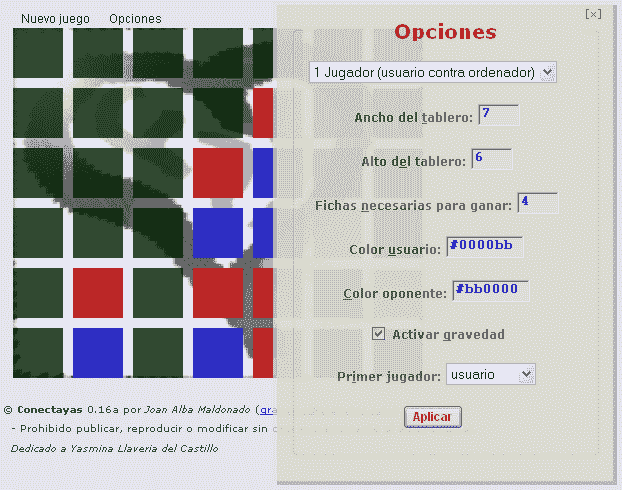 Nuevo juego Opciones
[×]
Opciones
1 Jugador (usuario contra ordenador)
Ancho del tablero: 7
Alto del tablero: 6
Fichas necesarias para ganar: 4
Color usuario: #0000bb
Color oponente: #bb0000
Activar gravedad
Primer jugador: usuario
Aplicar
© Conectayas 0.16a por Joan Alba Maldonado (gra
- Prohibido publicar, reproducir o modificar sin
Dedicado a Yasmina Llaveria del Castillo